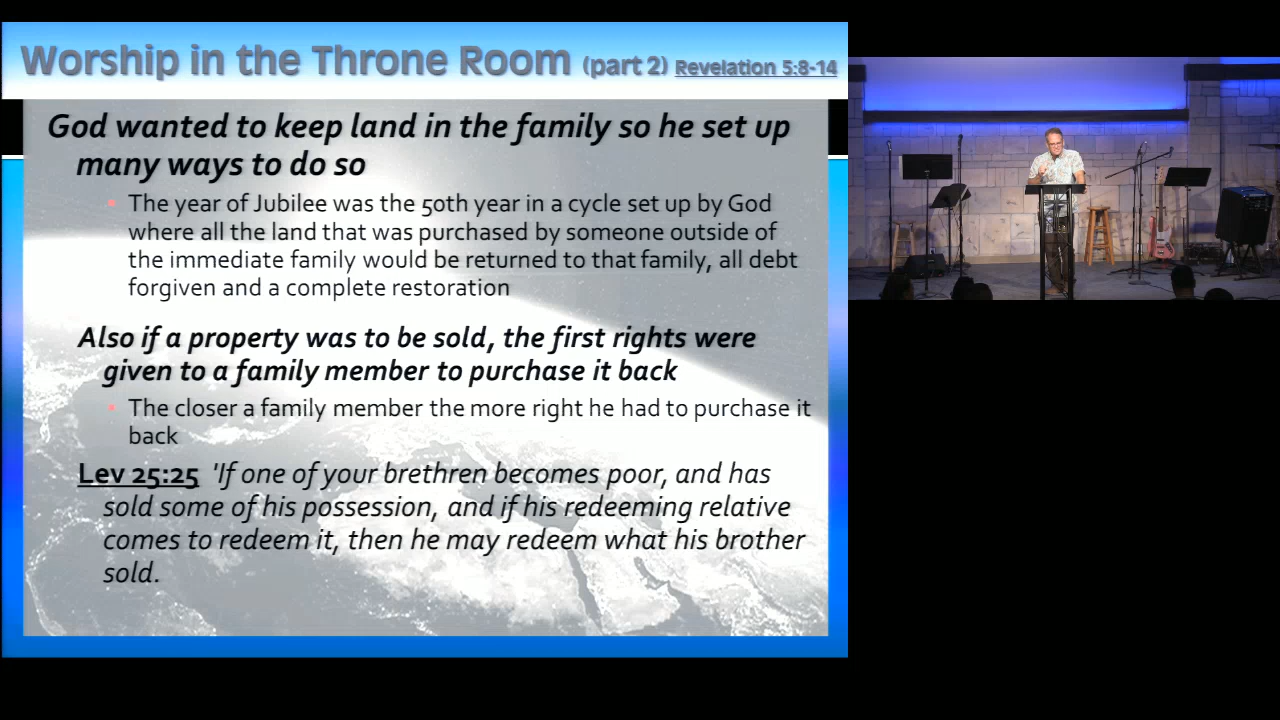 Worship in the Throne Room (part 2) Revelation 5:8-14
God wanted to keep land in the family so he set up
many ways to do so
The year of Jubilee was the 50th year in a cycle set up by God
where all the land that was purchased by someone outside of
the immediate family would be returned to that family, all debt
forgiven and a complete restoration
Also if a property was to be sold, the first rights were
given to a family member to purchase it back
The closer a family member the more right he had to purchase it
back
Lev 25:25 'If one of your brethren becomes poor, and has
sold some of his possession, and if his redeeming relative
comes to redeem it, then he may redeem what his brother
sold.